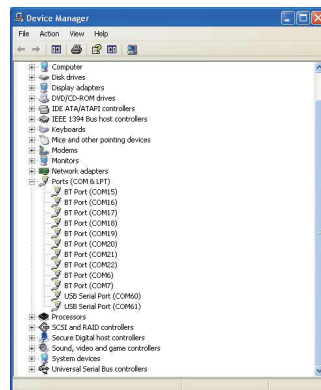 Device Manager
File Action View Help
Computer
Disk drives
Display adapters
DVD/CD-ROM drives
IDE ATA/ATAPI controllers
IEEE 1394 Bus host controllers
Keyboards
Mice and other pointing devices
Modems
Monitors
Network adapters
Ports (COM & LPT)
BT Port (COM15)
BT Port (COM16)
BT Port (COM17)
BT Port (COM18)
BT Port (COM19)
BT Port (COM20)
BT Port (COM21)
BT Port (COM22)
BT Port (COM6)
BT Port (COM7)
USB Serial Port (COM60)
USB Serial Port (COM61)
Processors
SCSI and RAID controllers
Secure Digital host controllers
Sound, video and game controllers
System devices
Universal Serial Bus controllers